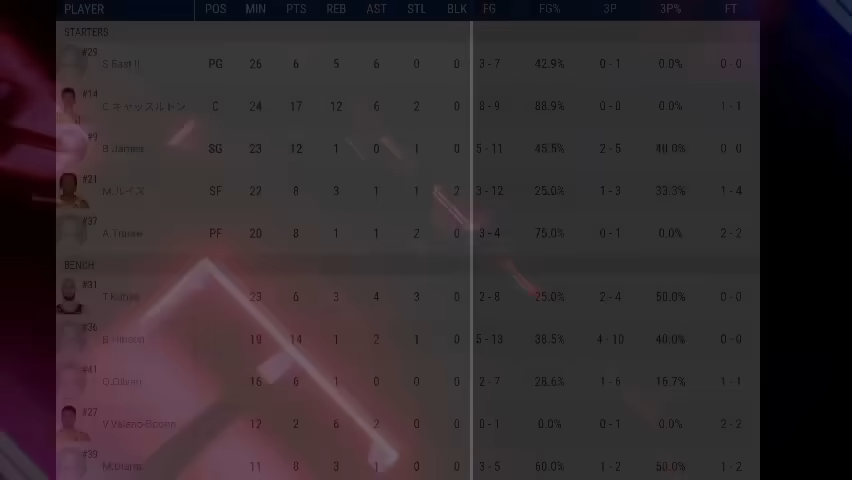 PLAYER POS MIN PTS REB AST STL BLK FG FG% 3P 3P% FT
STARTERS
#29
S East II PG 26 6 5 6 0 0 3-7 42.9% 0-1 0.0% 0-0
#14
C キャッスルトン C 24 17 12 6 2 0 8-9 88.9% 0-0 0.0% 1-1
#9
B James SG 23 12 1 0 1 0 5-11 45.5% 2-5 40.0% 0 0
#21
M.ルイス SF 22 8 3 1 1 2 3-12 25.0% 1-3 33.3% 1-4
#37
A. PF 20 8 1 1 2 0 3-4 75.0% 0-1 0.0% 2-2
BENCH
#31
T 23 6 3 4 3 0 2-8 25.0% 2-4 50.0% 0-0
#36
B Hinson 19 14 1 2 1 0 5-13 38.5% 4-10 40.0% 0-0
#41
16 6 1 0 0 0 2-7 28.6% 1-6 16.7% 1-1
#27
V Valerio-Bodon 12 2 6 2 0 0 0-1 0.0% 0-1 0.0% 2-2
#39
11 8 3 1 0 0 3-5 60.0% 1-2 50.0% 1-2